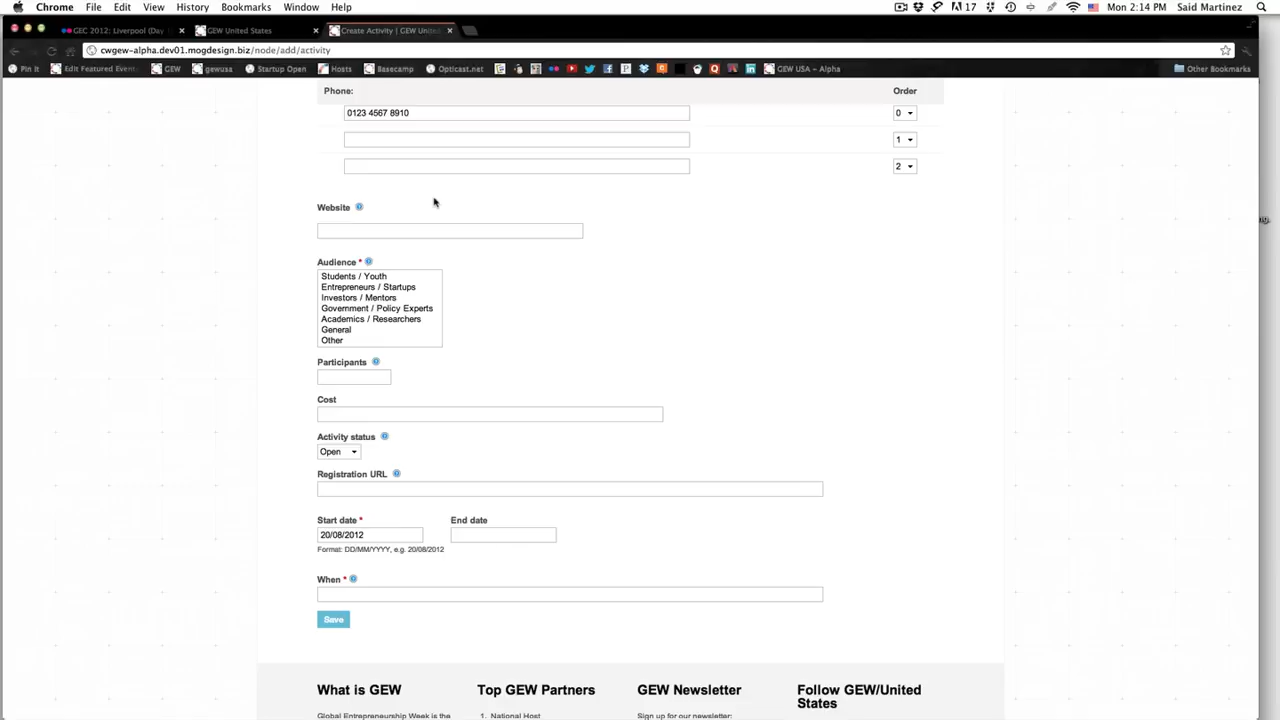 Chrome File Edit View History Bookmarks Window Help 17 Mon 2:14 PM Said Martinez
GEC 2012: Liverpool (Day GEW United States Create Activity | GEW Unite
cwgew-alpha.dev01.mogdesign.biz/node/add/activity
Pin It Edit Featured Event GEW gewusa Startup Open Hosts Basecamp Opticast.net GEW USA – Alpha Other Bookmarks
Phone: Order
0123 4567 8910 0
1
2
Website
Audience *
Students / Youth
Entrepreneurs / Startups
Investors / Mentors
Government / Policy Experts
Academics / Researchers
General
Other
Participants
Cost
Activity status
Open
Registration URL
Start date * End date
20/08/2012
Format: DD/MM/YYYY, e.g. 20/08/2012
When *
Save
What is GEW Top GEW Partners GEW Newsletter Follow GEW/United States
Global Entrepreneurship Week is the 1. National Host Sign up for our newsletter: